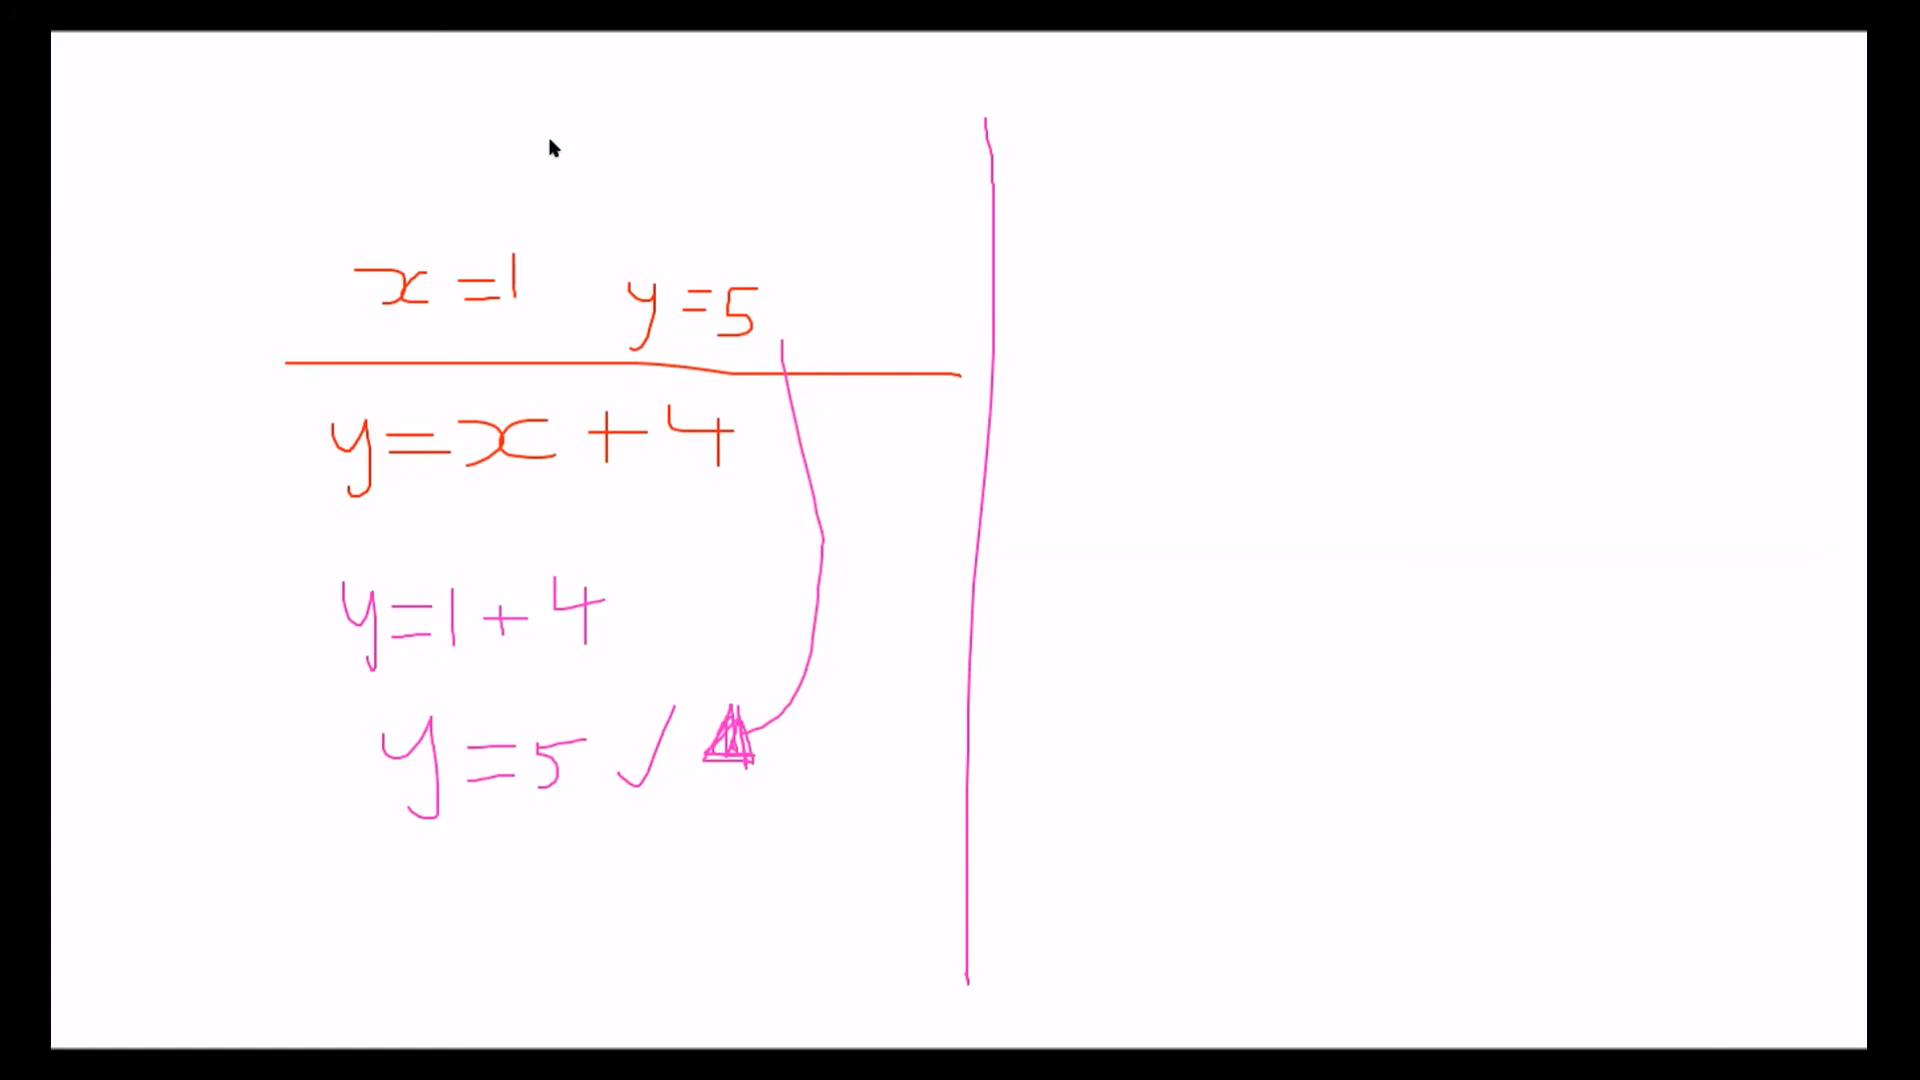 x = 1 y = 5
y = x + 4
y = 1 + 4
y = 5 ✓